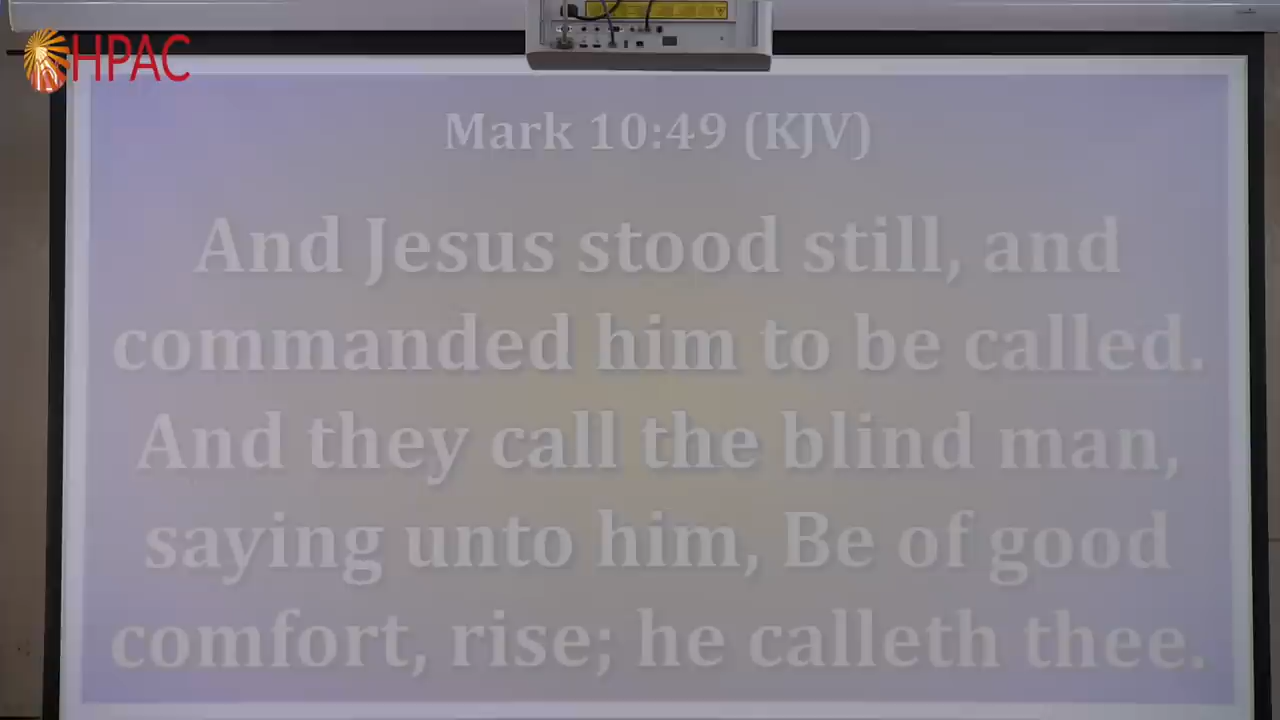 HPAC
Mark 10:49 (KJV)
And Jesus stood still, and
commanded him to be called.
And they call the blind man,
saying unto him, Be of good
comfort, rise; he calleth thee.